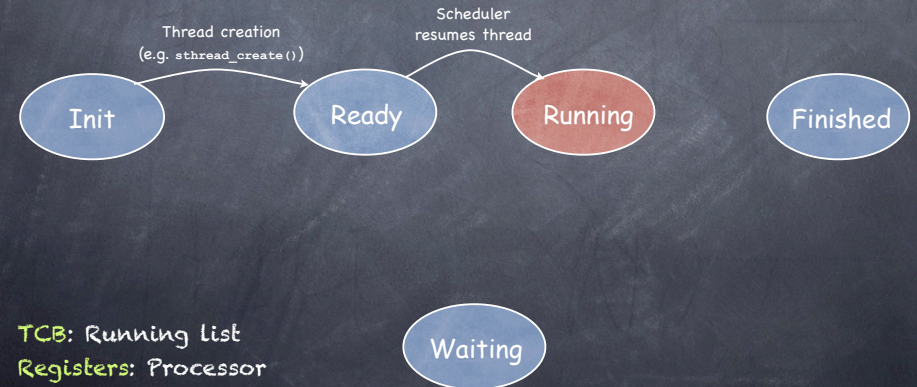 Thread creation
(e.g. sthread_create())
Scheduler
resumes thread
Init
Ready
Running
Finished
Waiting
TCB: Running list
Registers: Processor